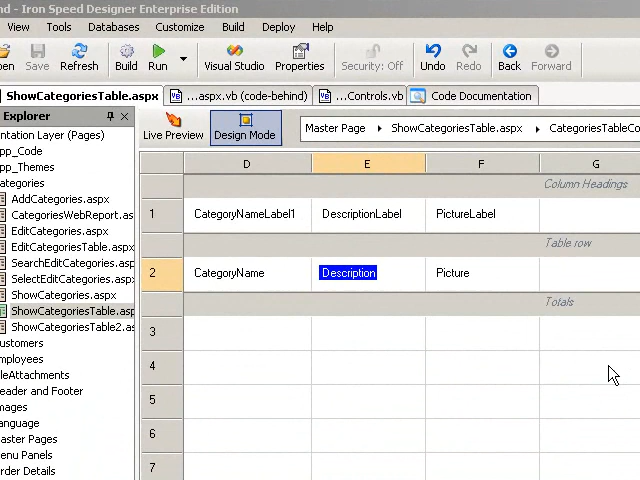 nd - Iron Speed Designer Enterprise Edition
View Tools Databases Customize Build Deploy Help
pen Save Refresh Build Run Visual Studio Properties Security: Off Undo Redo Back Forward
ShowCategoriesTable.aspx ...aspx.vb (code-behind) ...Controls.vb Code Documentation
Explorer
Live Preview Design Mode Master Page ShowCategoriesTable.aspx CategoriesTableCo
ntation Layer (Pages)
pp_Code
pp_Themes
ategories
AddCategories.aspx
CategoriesWebReport.as
EditCategories.aspx
EditCategoriesTable.aspx
SearchEditCategories.asp
SelectEditCategories.asp
ShowCategories.aspx
ShowCategoriesTable.asp
ShowCategoriesTable2.as
ustomers
mployees
ileAttachments
eader and Footer
mages
anguage
aster Pages
enu Panels
rder Details
D E F G
Column Headings
1 CategoryNameLabel1 DescriptionLabel PictureLabel
Table row
2 CategoryName Description Picture
Totals
3
4
5
6
7